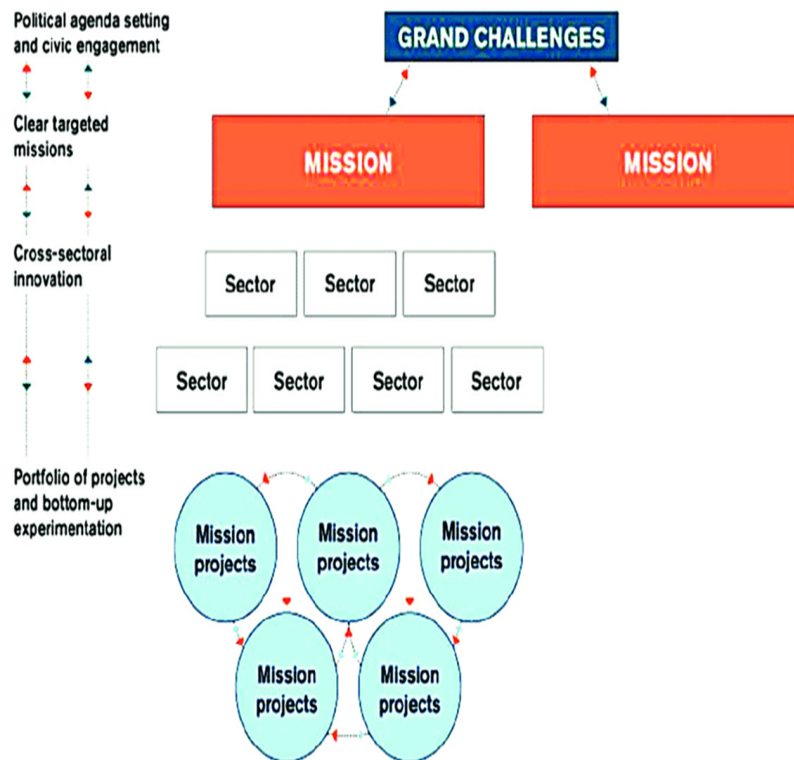 Political agenda setting
and civic engagement
GRAND CHALLENGES
Clear targeted
missions
MISSION
MISSION
Cross-sectoral
innovation
Sector
Sector
Sector
Sector
Sector
Sector
Sector
Portfolio of projects
and bottom-up
experimentation
Mission
projects
Mission
projects
Mission
projects
Mission
projects
Mission
projects